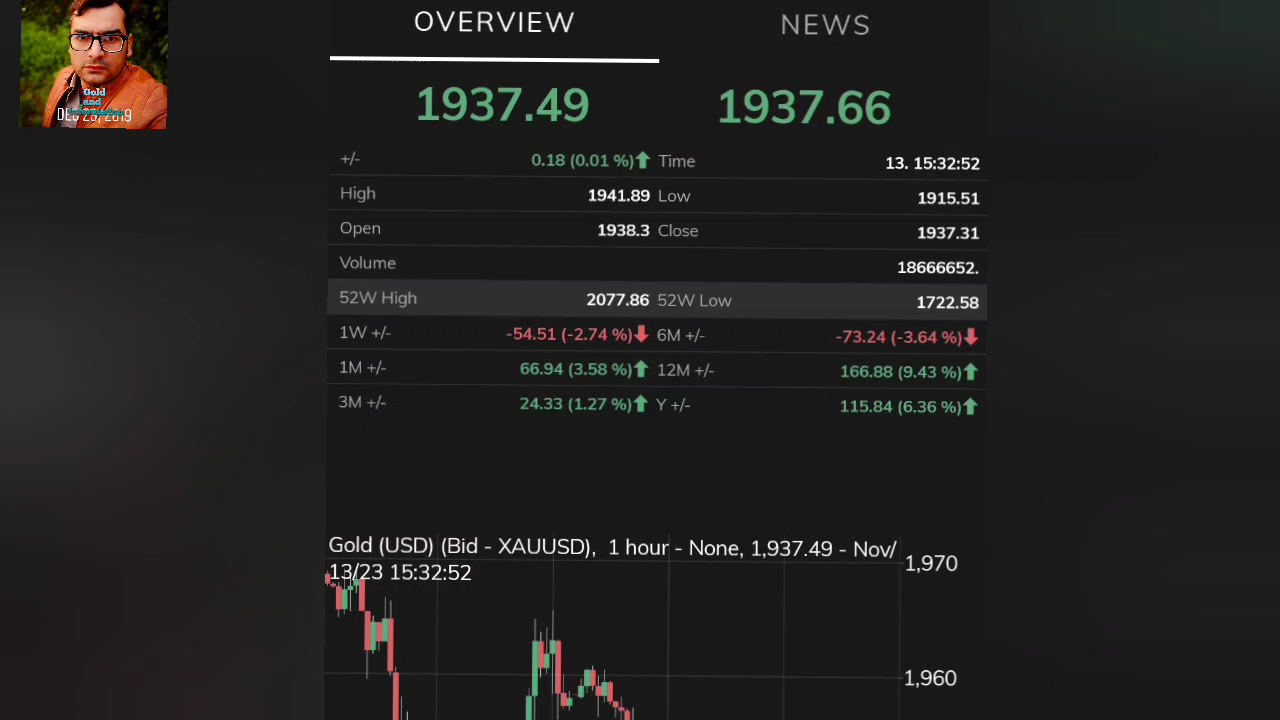 OVERVIEW NEWS
Gold
and
DEC 25, 2019
1937.49 1937.66
+/- 0.18 (0.01 %) Time 13. 15:32:52
High 1941.89 Low 1915.51
Open 1938.3 Close 1937.31
Volume 18666652.
52W High 2077.86 52W Low 1722.58
1W +/- -54.51 (-2.74 %) 6M +/- -73.24 (-3.64 %)
1M +/- 66.94 (3.58 %) 12M +/- 166.88 (9.43 %)
3M +/- 24.33 (1.27 %) Y +/- 115.84 (6.36 %)
Gold (USD) (Bid - XAUUSD), 1 hour - None, 1,937.49 - Nov/
13/23 15:32:52
1,970
1,960